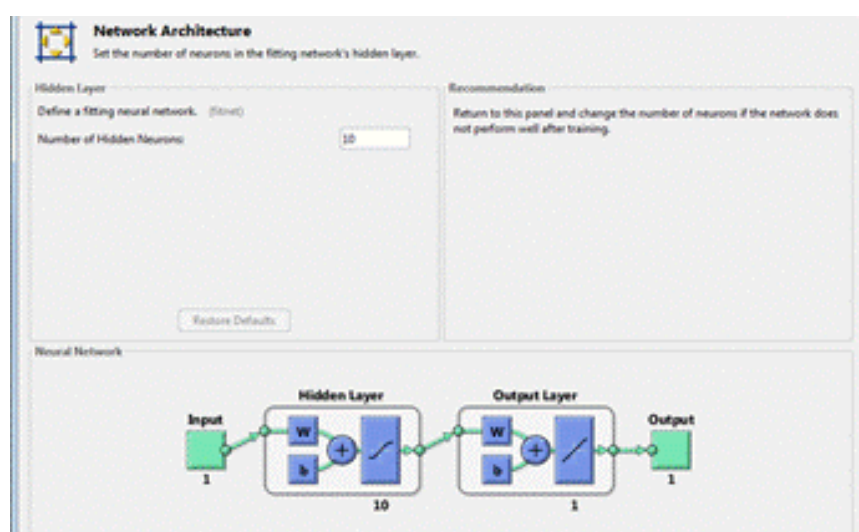 Network Architecture
Set the number of neurons in the fitting network's hidden layer.
Hidden Layer
Define a fitting neural network. (fitnet)
Number of Hidden Neurons:
10
Restore Defaults
Recommendation
Return to this panel and change the number of neurons if the network does
not perform well after training.
Neural Network
Hidden Layer
Output Layer
Input
Output
W
b
+
W
b
+
1
10
1
1